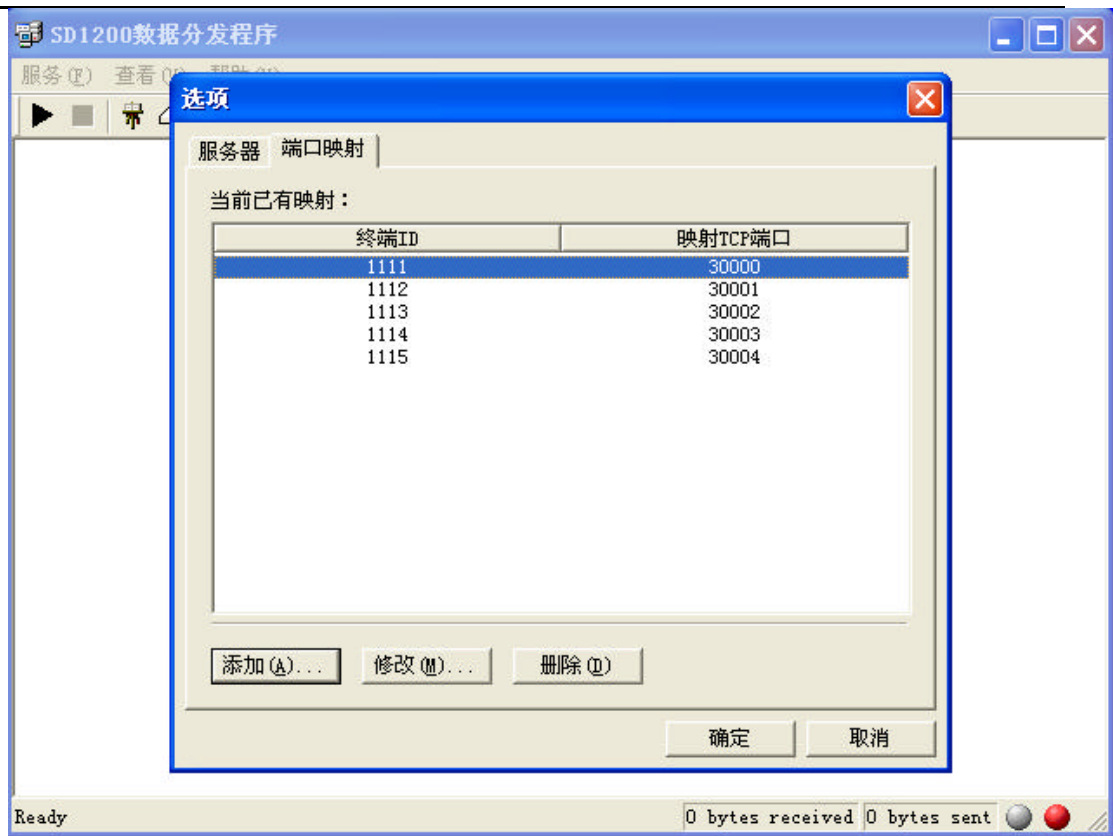 SD1200数据分发程序
服务(F) 查看
选项
服务器 端口映射
当前已有映射：
终端ID 映射TCP端口
1111 30000
1112 30001
1113 30002
1114 30003
1115 30004
添加(A)... 修改(M)... 删除(D)
确定 取消
Ready 0 bytes received 0 bytes sent